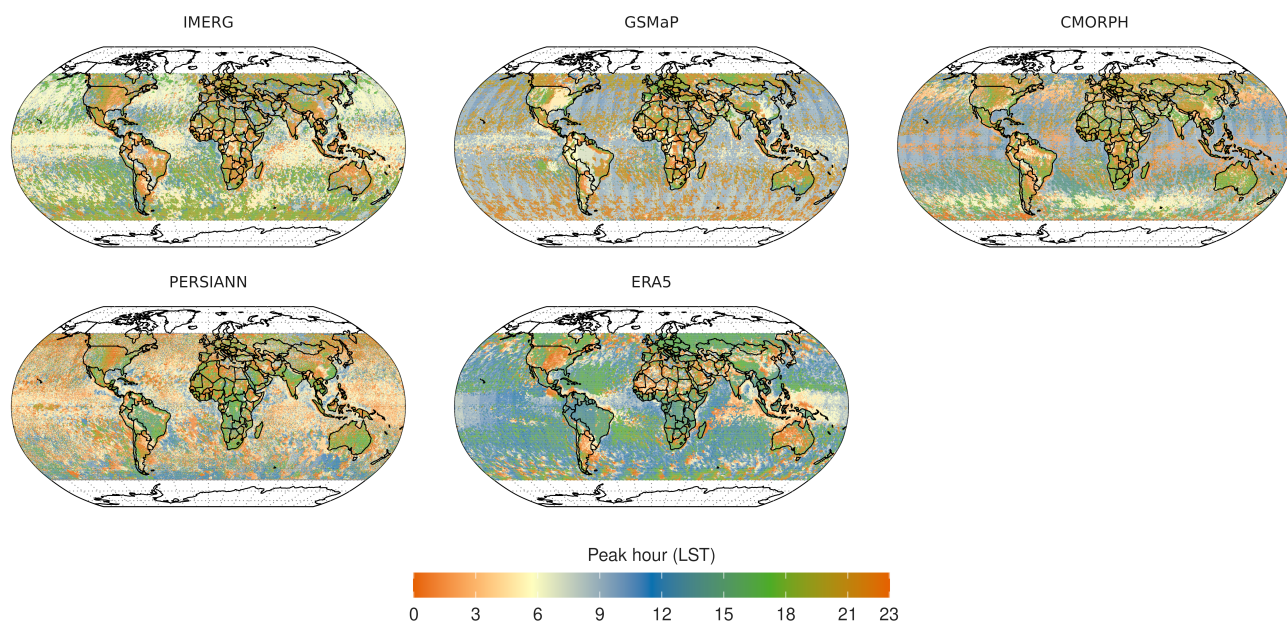 IMERG
GSMaP
CMORPH
PERSIANN
ERA5
Peak hour (LST)
0 3 6 9 12 15 18 21 23